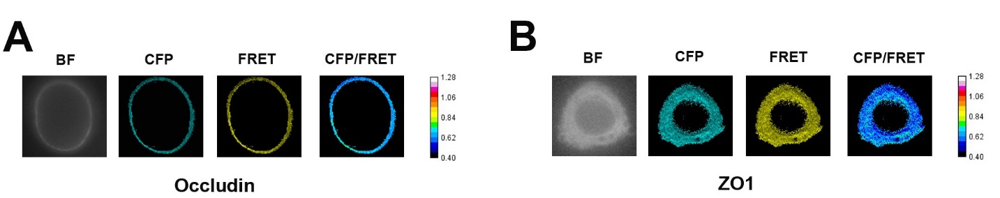 A
BF CFP FRET CFP/FRET
1.28
1.06
0.84
0.62
0.40
Occludin
B
BF CFP FRET CFP/FRET
1.28
1.06
0.84
0.62
0.40
ZO1